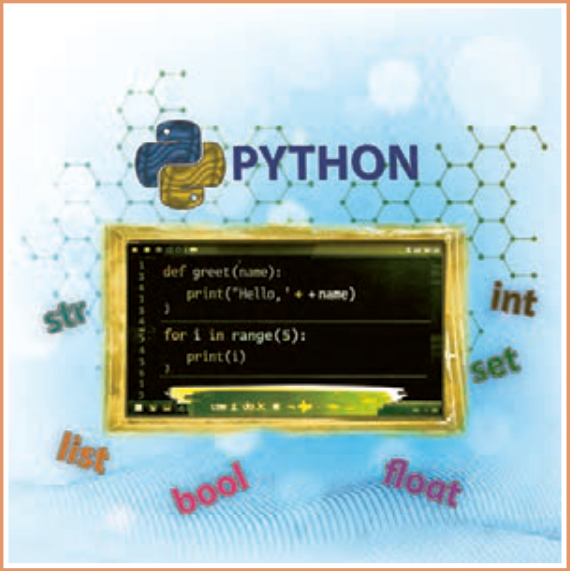 PYTHON
def greet(name):
print("Hello,'+ +name)
)
for i in range(5):
print(i)
)
str
int
set
list
bool
float